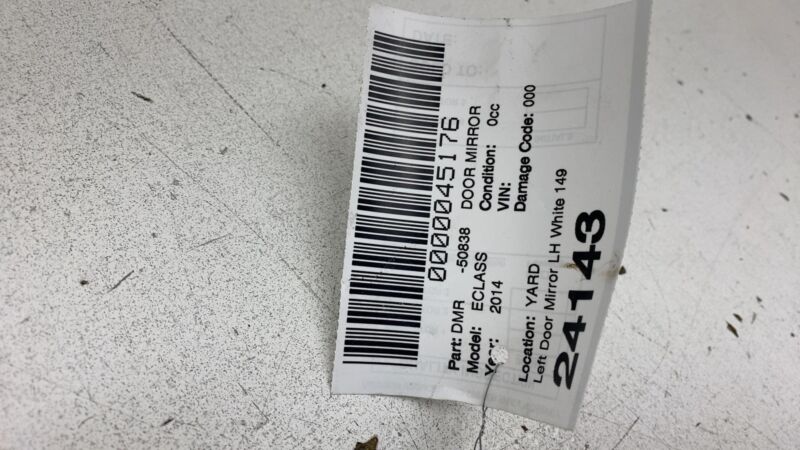 0000045176
Part: DMR -50838 DOOR MIRROR
Model: ECLASS Condition: 0cc
Year: 2014 VIN:
Damage Code: 000
Location: YARD
Left Door Mirror LH White 149
24143